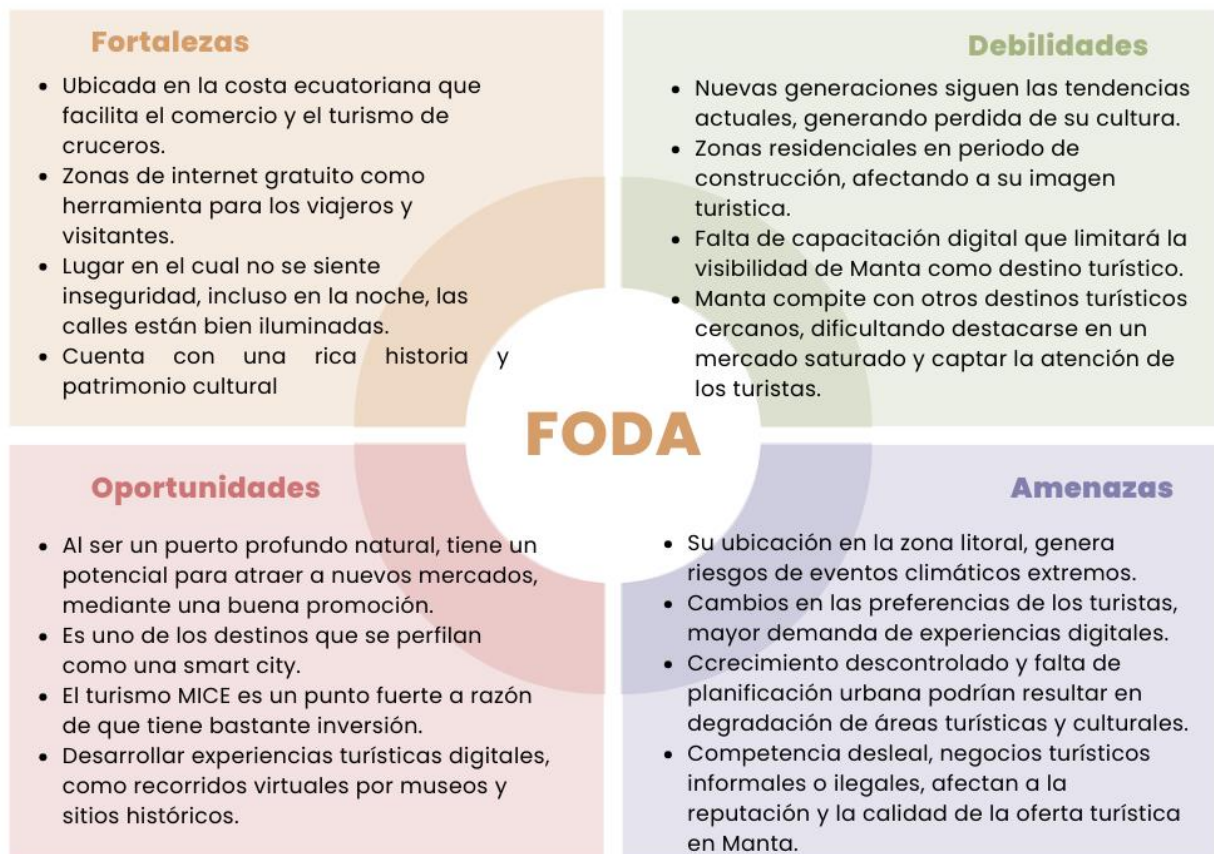 Fortalezas
• Ubicada en la costa ecuatoriana que
facilita el comercio y el turismo de
cruceros.
• Zonas de internet gratuito como
herramienta para los viajeros y
visitantes.
• Lugar en el cual no se siente
inseguridad, incluso en la noche, las
calles están bien iluminadas.
• Cuenta con una rica historia y
patrimonio cultural
Debilidades
• Nuevas generaciones siguen las tendencias
actuales, generando perdida de su cultura.
• Zonas residenciales en periodo de
construcción, afectando a su imagen
turistica.
• Falta de capacitación digital que limitará la
visibilidad de Manta como destino turístico.
• Manta compite con otros destinos turísticos
cercanos, dificultando destacarse en un
mercado saturado y captar la atención de
los turistas.
FODA
Oportunidades
• Al ser un puerto profundo natural, tiene un
potencial para atraer a nuevos mercados,
mediante una buena promoción.
• Es uno de los destinos que se perfilan
como una smart city.
• El turismo MICE es un punto fuerte a razón
de que tiene bastante inversión.
• Desarrollar experiencias turísticas digitales,
como recorridos virtuales por museos y
sitios históricos.
Amenazas
• Su ubicación en la zona litoral, genera
riesgos de eventos climáticos extremos.
• Cambios en las preferencias de los turistas,
mayor demanda de experiencias digitales.
• Ccrecimiento descontrolado y falta de
planificación urbana podrían resultar en
degradación de áreas turísticas y culturales.
• Competencia desleal, negocios turísticos
informales o ilegales, afectan a la
reputación y la calidad de la oferta turística
en Manta.